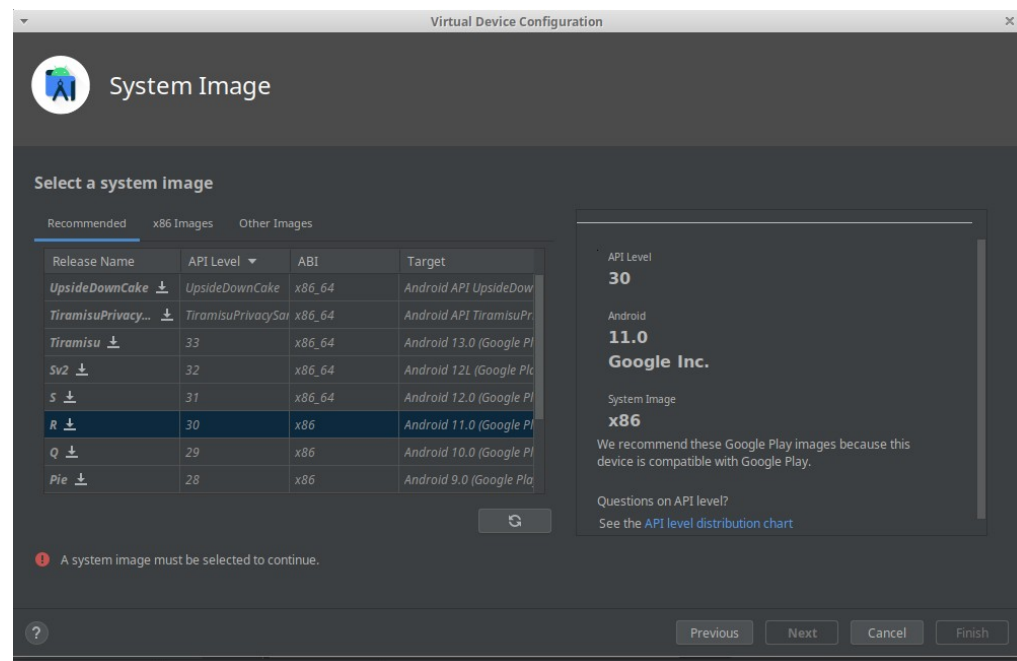 Virtual Device Configuration
System Image
Select a system image
Recommended x86 Images Other Images
Release Name API Level ABI Target
UpsideDownCake UpsideDownCake x86_64 Android API UpsideDow
TiramisuPrivacy... TiramisuPrivacySar x86_64 Android API TiramisuPr.
Tiramisu 33 x86_64 Android 13.0 (Google Pl
Sv2 32 x86_64 Android 12L (Google Pla
S 31 x86_64 Android 12.0 (Google Pl
R 30 x86 Android 11.0 (Google Pl
Q 29 x86 Android 10.0 (Google Pl
Pie 28 x86 Android 9.0 (Google Pla
API Level
30
Android
11.0
Google Inc.
System Image
x86
We recommend these Google Play images because this
device is compatible with Google Play.
Questions on API level?
See the API level distribution chart
A system image must be selected to continue.
? Previous Next Cancel Finish